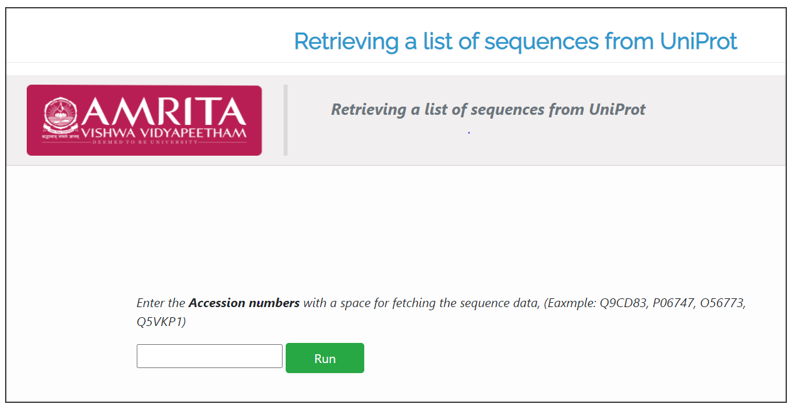 Retrieving a list of sequences from UniProt
AMRITA
VISHWA VIDYAPEETHAM
DEEMED TO BE UNIVERSITY
Retrieving a list of sequences from UniProt
.
Enter the Accession numbers with a space for fetching the sequence data, (Eaxmple: Q9CD83, P06747, O56773,
Q5VKP1)
Run